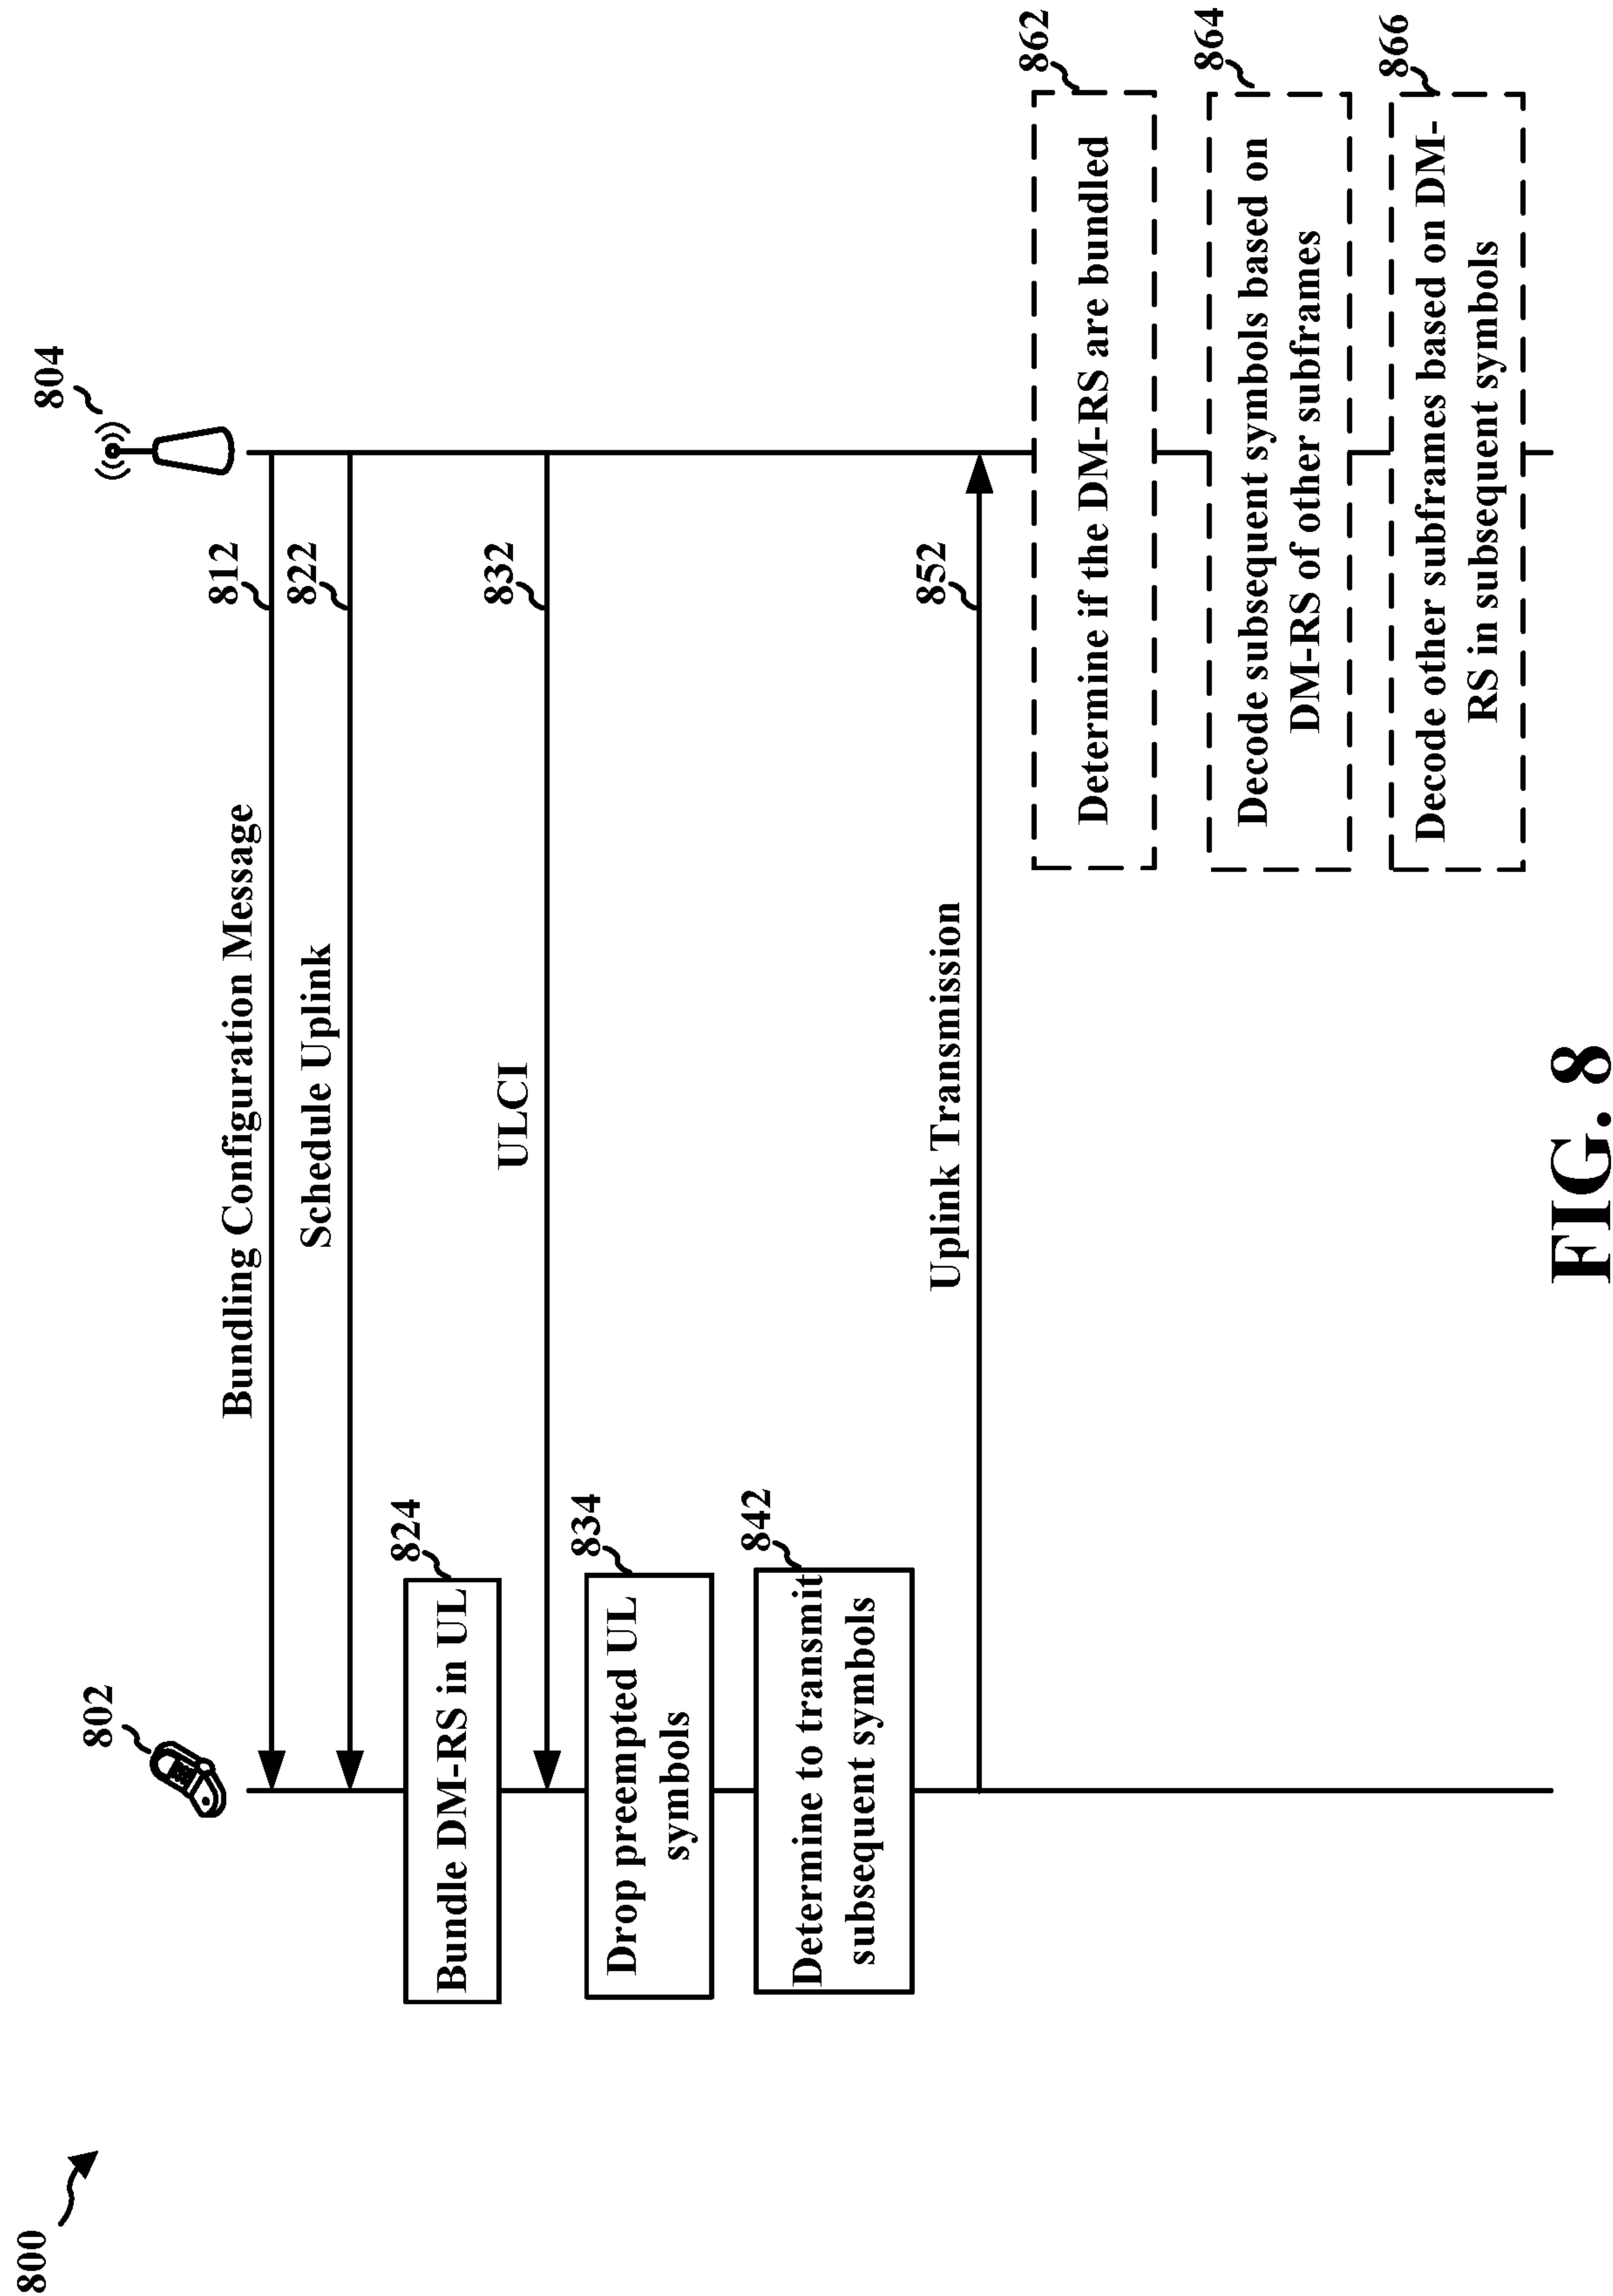 800
802
804
812
Bundling Configuration Message
822
Schedule Uplink
824
Bundle DM-RS in UL
832
ULCI
834
Drop preempted UL
symbols
842
Determine to transmit
subsequent symbols
852
Uplink Transmission
862
Determine if the DM-RS are bundled
864
Decode subsequent symbols based on
DM-RS of other subframes
866
Decode other subframes based on DM-
RS in subsequent symbols
FIG. 8